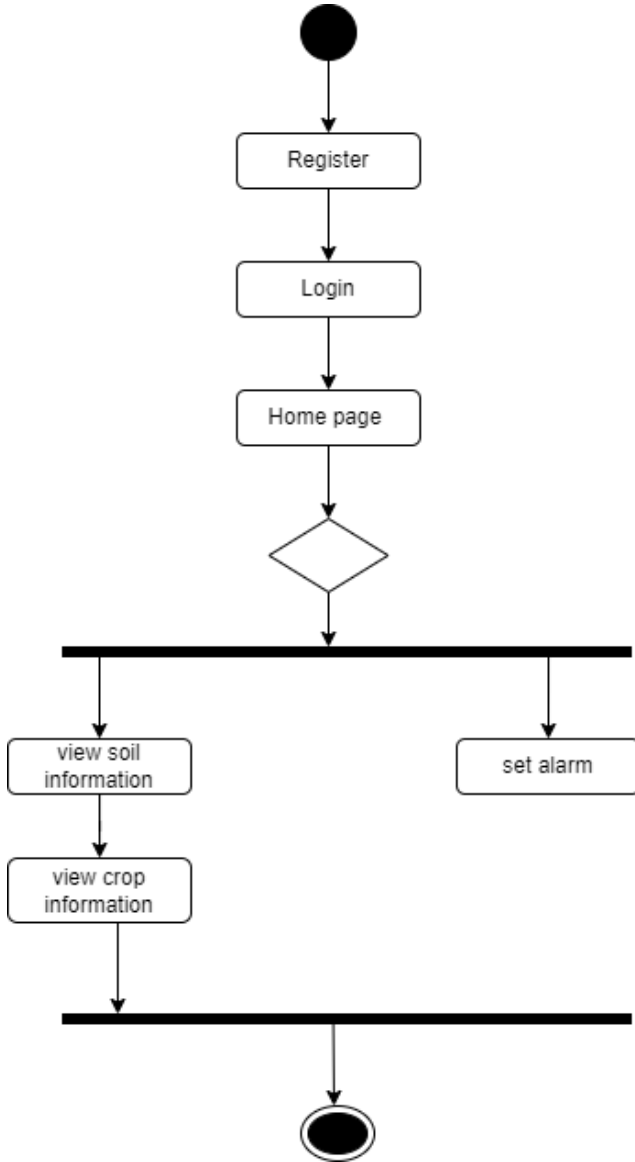 Register
Login
Home page
view soil
information
set alarm
view crop
information